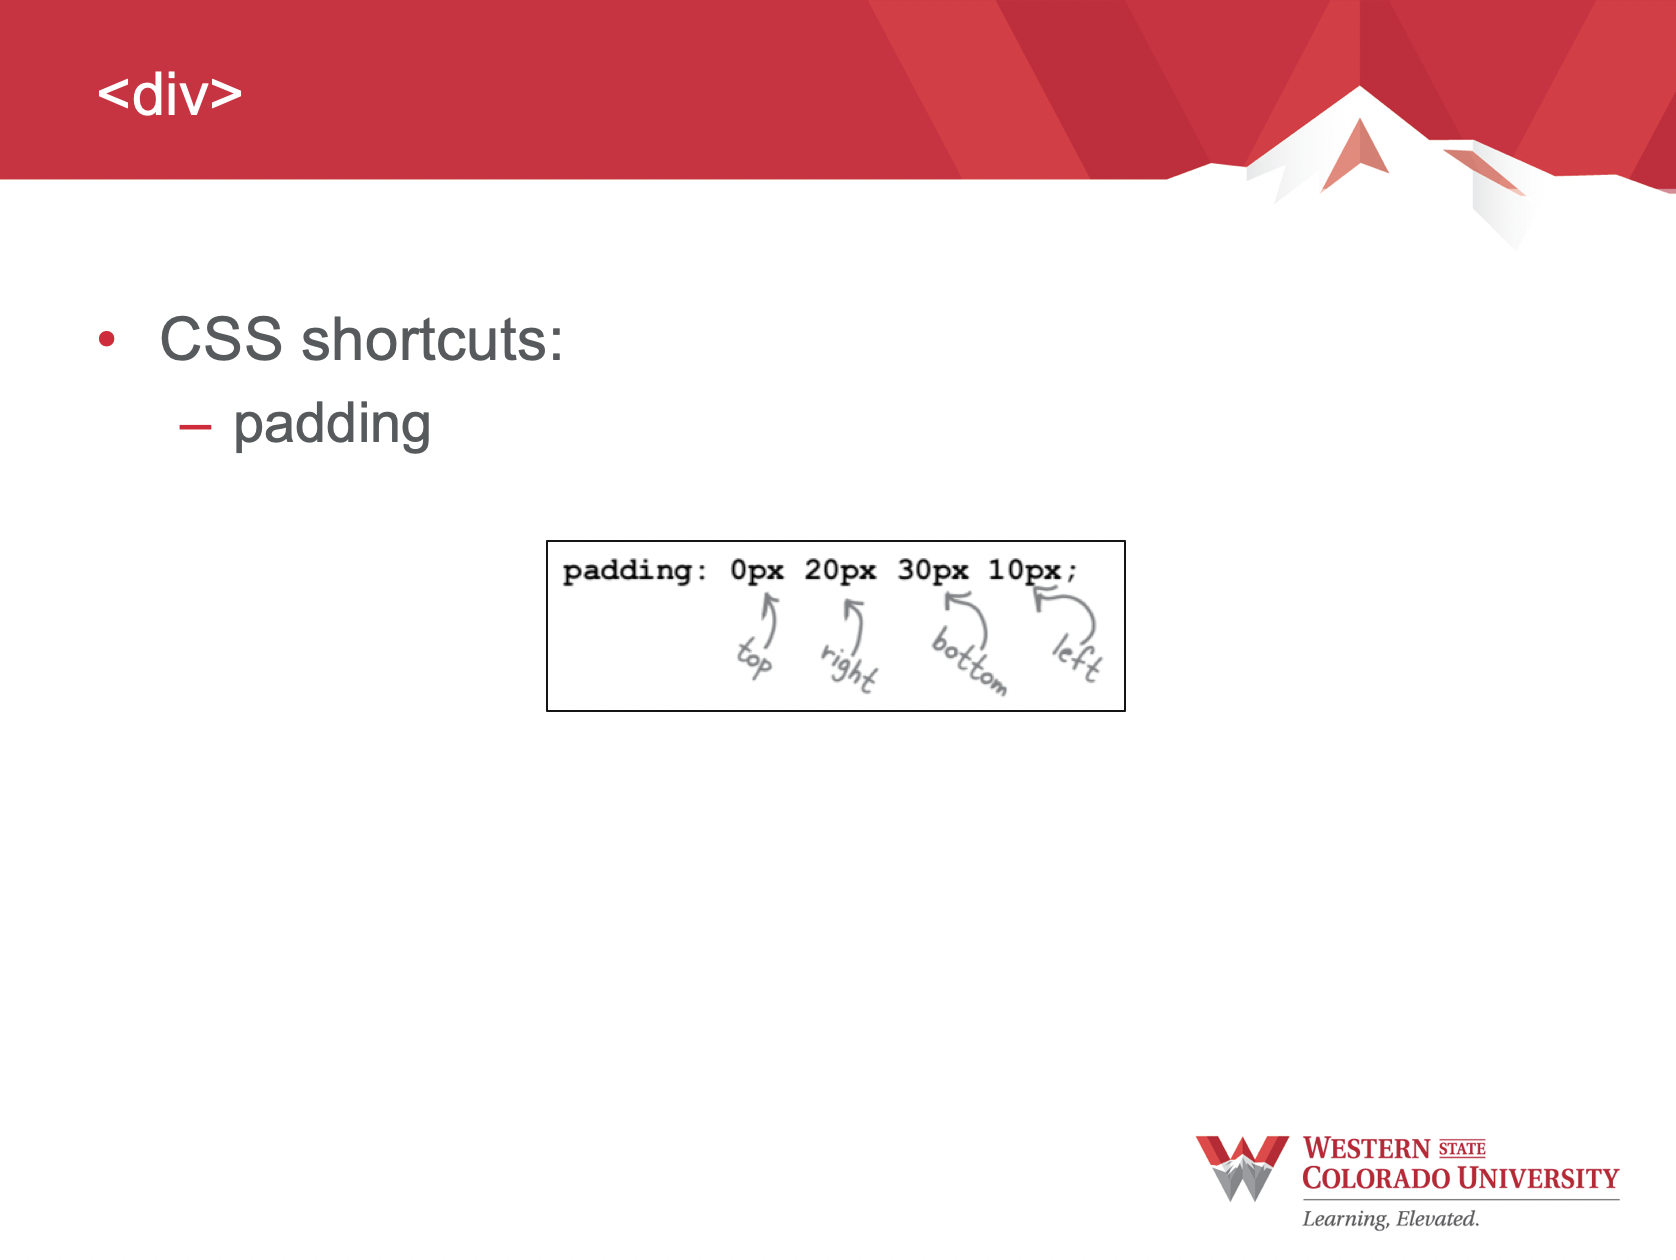 <div>
• CSS shortcuts:
– padding
padding: 0px 20px 30px 10px;
top right bottom left
WESTERN STATE
COLORADO UNIVERSITY
Learning, Elevated.